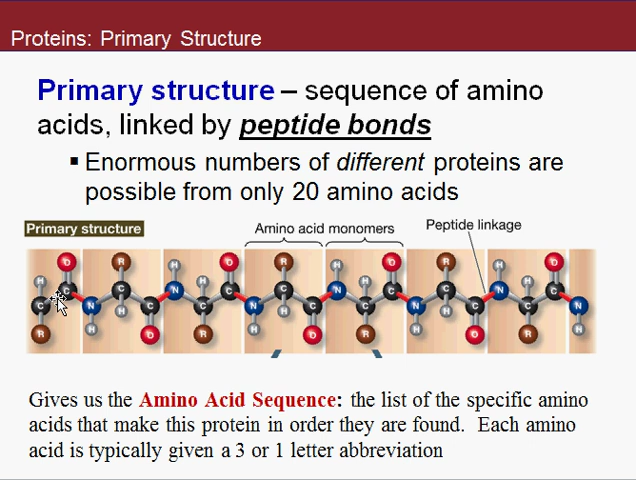 Proteins: Primary Structure
Primary structure – sequence of amino
acids, linked by peptide bonds
▪ Enormous numbers of different proteins are
possible from only 20 amino acids
Primary structure
Amino acid monomers
Peptide linkage
O R H O R H O R H O
H C C N C C N C C N C C N C C N C C N C C N
R H H O R H H O R H H O R H
Gives us the Amino Acid Sequence: the list of the specific amino
acids that make this protein in order they are found. Each amino
acid is typically given a 3 or 1 letter abbreviation